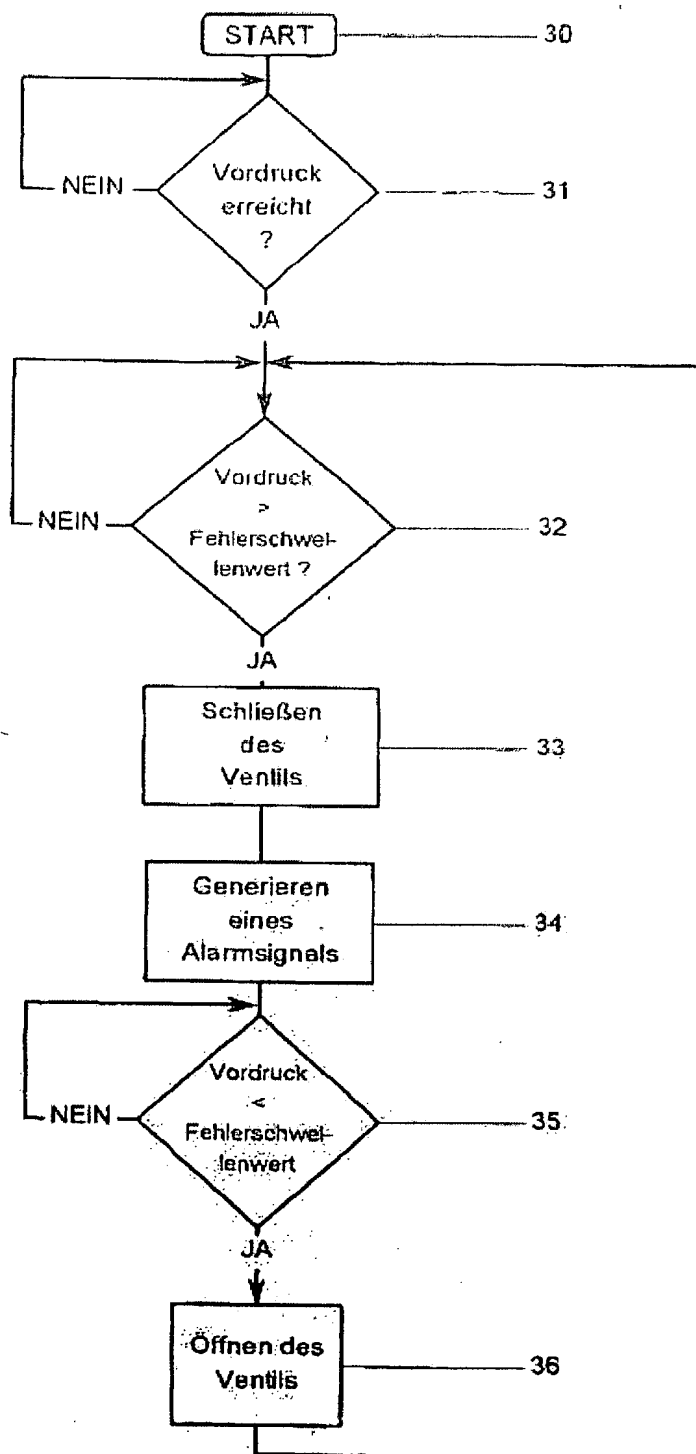 START
30
NEIN
Vordruck
erreicht
?
31
JA
Vordruck
>
Fehlerschwel-
lenwert ?
NEIN
32
JA
Schließen
des
Ventils
33
Generieren
eines
Alarmsignals
34
Vordruck
<
Fehlerschwel-
lenwert
NEIN
35
JA
Öffnen des
Ventils
36